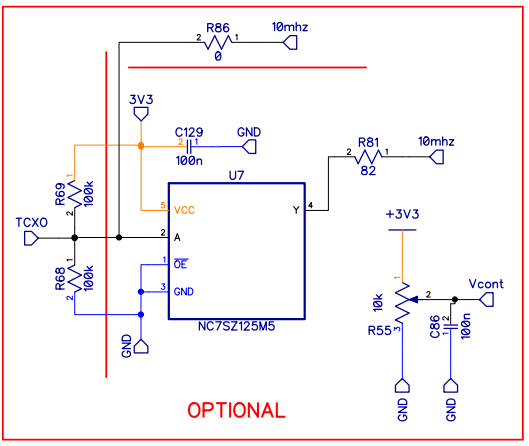 R86
10mhz
2
1
0
3V3
C129
GND
2
1
100n
R81
10mhz
2
1
82
U7
R69
100k
1
2
VCC
5
Y
4
+3V3
TCXO
A
2
1
OE
3
GND
R68
100k
1
2
10k
1
2
Vcont
R55
3
C86
100n
2
1
NC7SZ125M5
GND
GND
GND
OPTIONAL